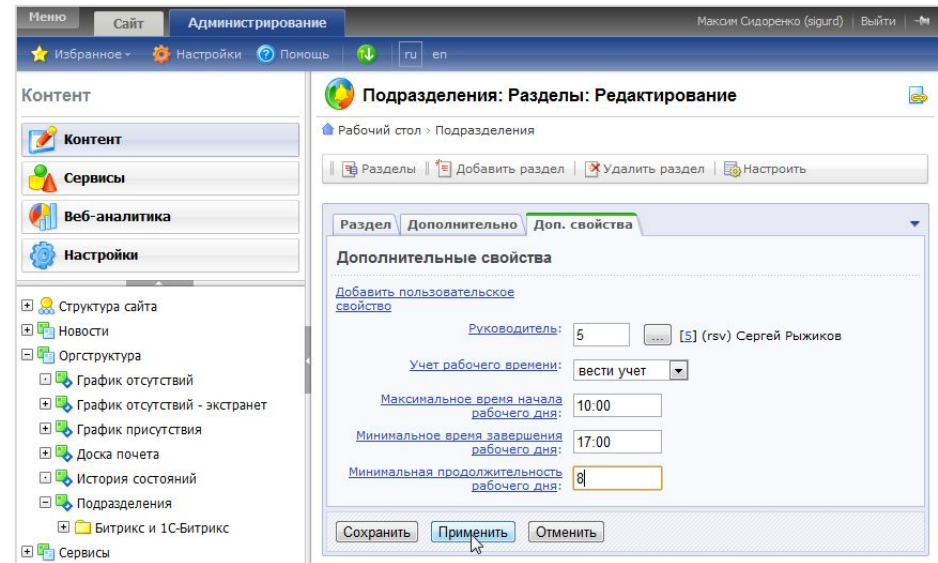 Меню
Сайт
Администрирование
Максим Сидоренко (sigurd)
Выйти
Избранное
Настройки
Помощь
ru
en
Контент
Контент
Сервисы
Веб-аналитика
Настройки
Структура сайта
Новости
Оргструктура
График отсутствий
График отсутствий - экстранет
График присутствия
Доска почета
История состояний
Подразделения
Битрикс и 1С-Битрикс
Сервисы
Подразделения: Разделы: Редактирование
Рабочий стол › Подразделения
Разделы
Добавить раздел
Удалить раздел
Настроить
Раздел
Дополнительно
Доп. свойства
Дополнительные свойства
Добавить пользовательское
свойство
Руководитель: 5 ... [5] (rsv) Сергей Рыжиков
Учет рабочего времени: вести учет
Максимальное время начала
рабочего дня: 10:00
Минимальное время завершения
рабочего дня: 17:00
Минимальная продолжительность
рабочего дня: 8
Сохранить
Применить
Отменить